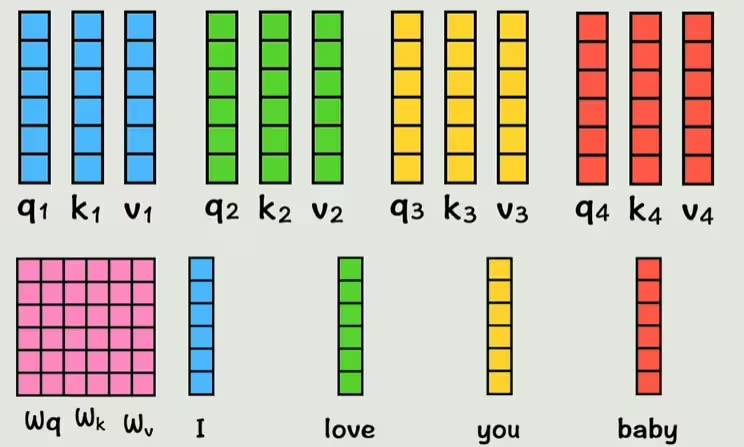 q1 k1 v1 q2 k2 v2 q3 k3 v3 q4 k4 v4
Wq Wk Wv I love you baby